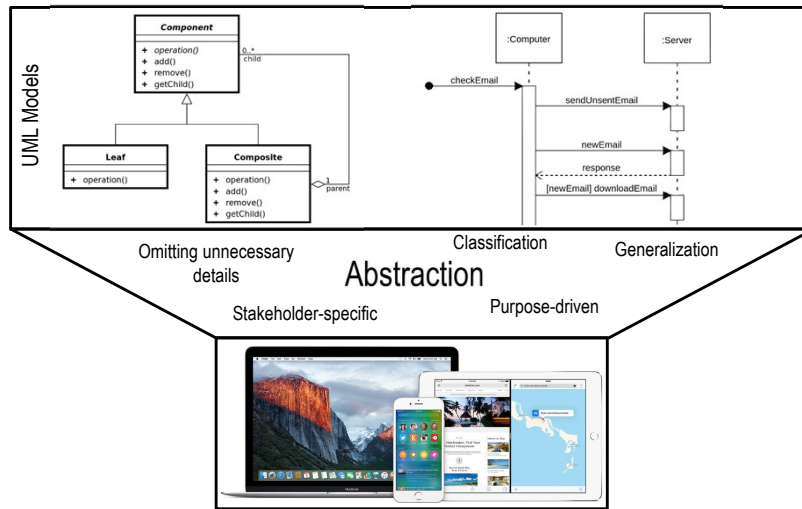 UML Models
Component
+ operation()
+ add()
+ remove()
+ getChild()
0..*
child
Leaf
+ operation()
Composite
+ operation()
+ add()
+ remove()
+ getChild()
1
parent
:Computer
:Server
checkEmail
sendUnsentEmail
newEmail
response
[newEmail] downloadEmail
Omitting unnecessary
details
Classification
Generalization
Abstraction
Stakeholder-specific
Purpose-driven
MacBook